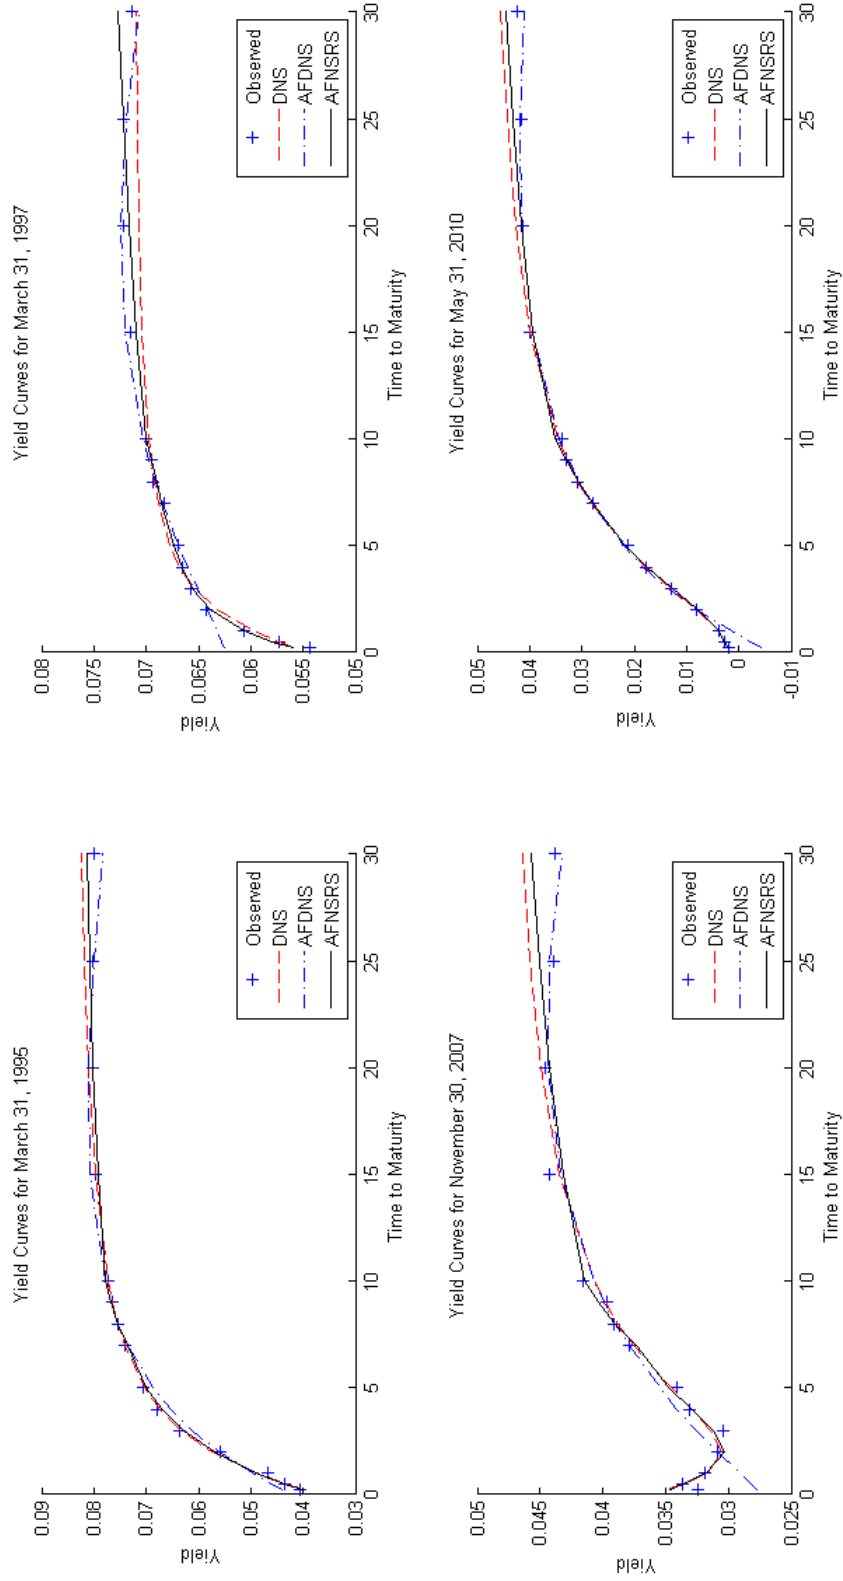 Yield Curves for March 31, 1995
Yield
0.09
0.08
0.07
0.06
0.05
0.04
0.03
0 5 10 15 20 25 30
Time to Maturity
Observed
DNS
AFDNS
AFNSRS
Yield Curves for March 31, 1997
Yield
0.08
0.075
0.07
0.065
0.06
0.055
0.05
0 5 10 15 20 25 30
Time to Maturity
Observed
DNS
AFDNS
AFNSRS
Yield Curves for November 30, 2007
Yield
0.05
0.045
0.04
0.035
0.03
0.025
0 5 10 15 20 25 30
Time to Maturity
Observed
DNS
AFDNS
AFNSRS
Yield Curves for May 31, 2010
Yield
0.05
0.04
0.03
0.02
0.01
0
-0.01
0 5 10 15 20 25 30
Time to Maturity
Observed
DNS
AFDNS
AFNSRS